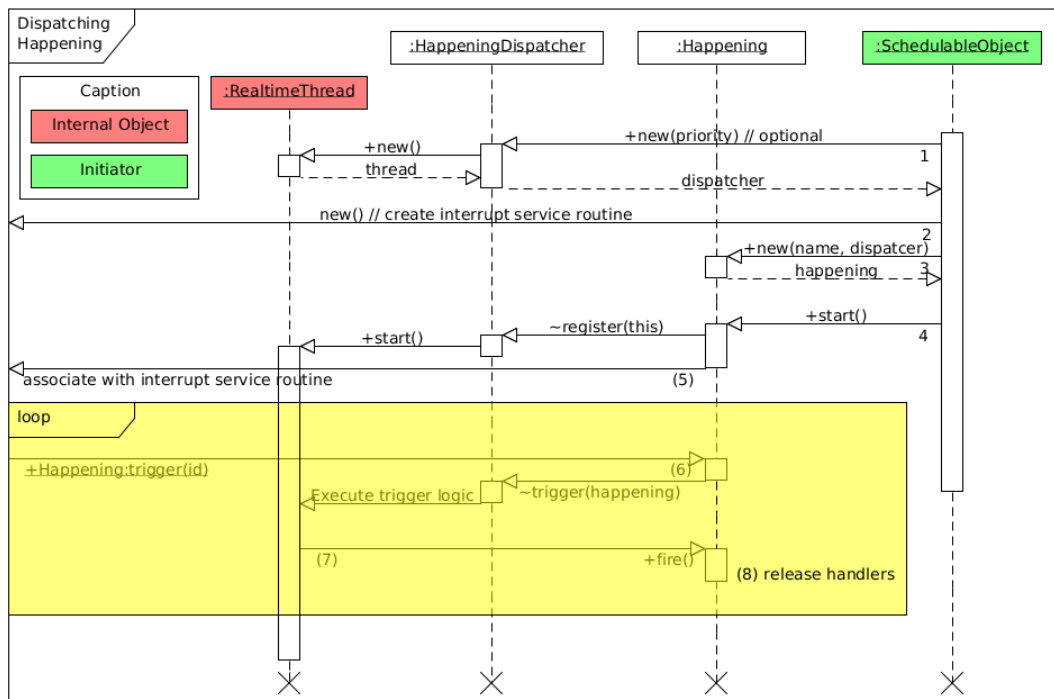 Dispatching
Happening
:HappeningDispatcher
:Happening
:SchedulableObject
Caption
Internal Object
Initiator
:RealtimeThread
+new(priority) // optional
1
+new()
thread
dispatcher
new() // create interrupt service routine
2
+new(name, dispatcer)
3
happening
+start()
4
~register(this)
+start()
associate with interrupt service routine
(5)
loop
+Happening:trigger(id)
(6)
~trigger(happening)
Execute trigger logic
(7)
+fire()
(8) release handlers